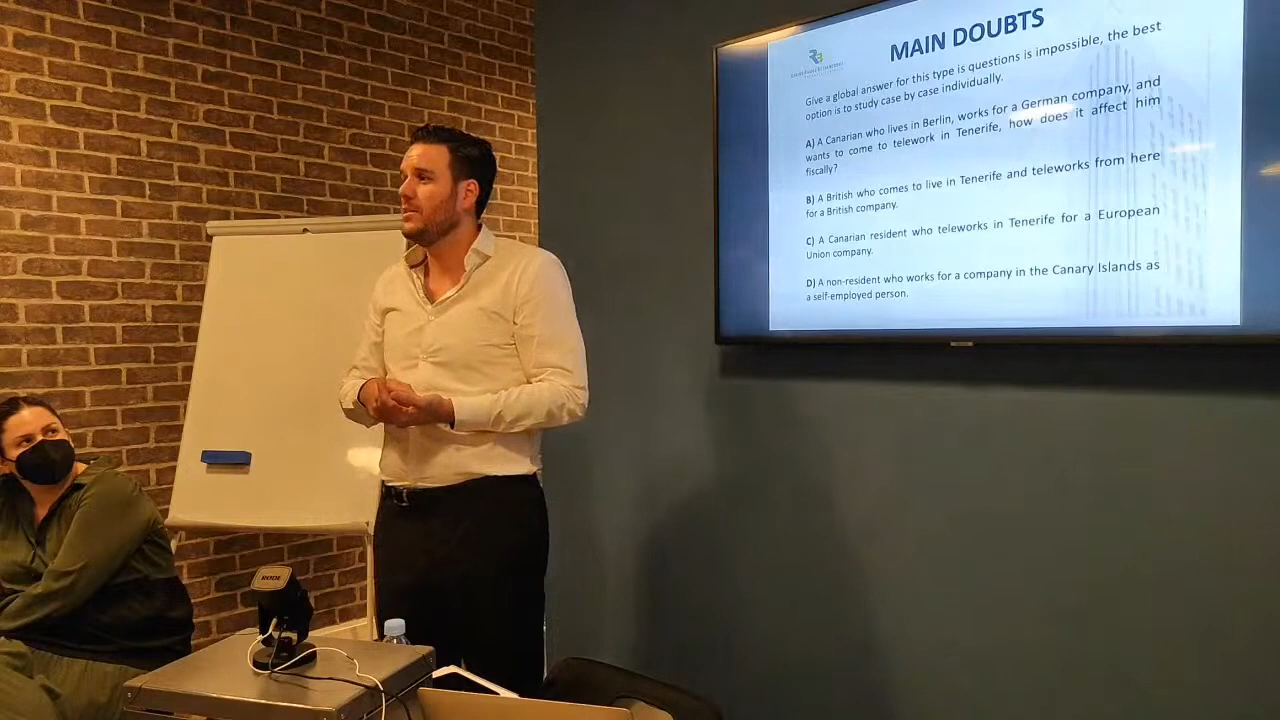 MAIN DOUBTS
RB
Give a global answer for this type is questions is impossible, the best
option is to study case by case individually.
A) A Canarian who lives in Berlin, works for a German company, and
wants to come to telework in Tenerife, how does it affect him
fiscally?
B) A British who comes to live in Tenerife and teleworks from here
for a British company.
C) A Canarian resident who teleworks in Tenerife for a European
Union company.
D) A non-resident who works for a company in the Canary Islands as
a self-employed person.
RODE